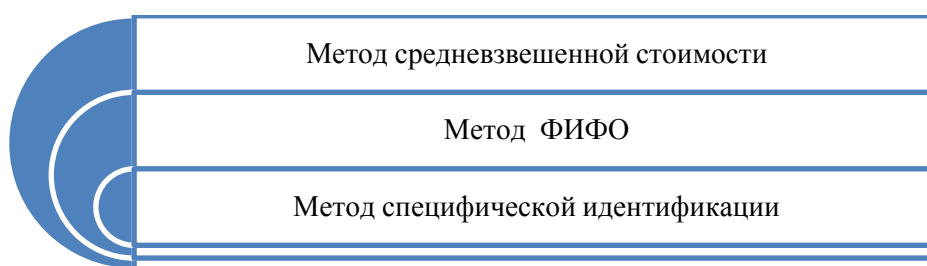 Метод средневзвешенной стоимости
Метод ФИФО
Метод специфической идентификации